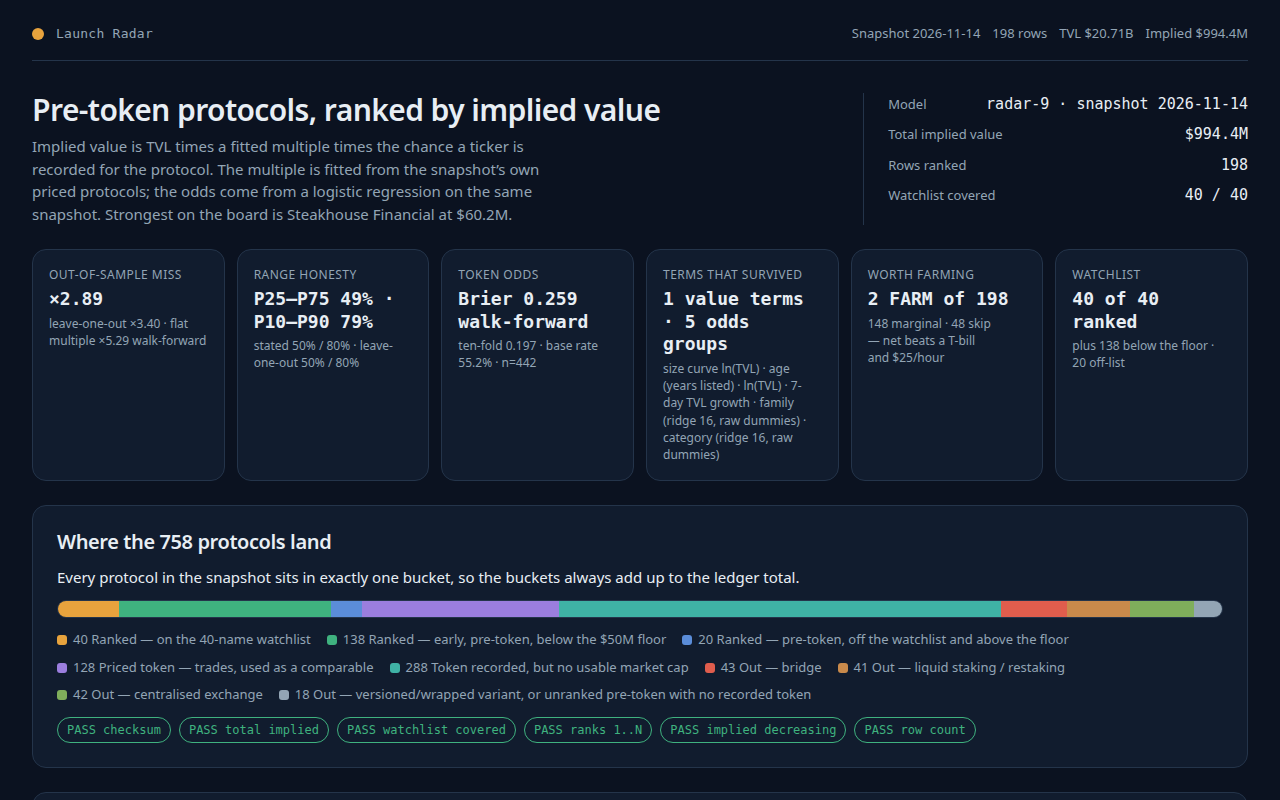 Launch Radar
Snapshot 2026-11-14 198 rows TVL $20.71B Implied $994.4M
Pre-token protocols, ranked by implied value
Implied value is TVL times a fitted multiple times the chance a ticker is
recorded for the protocol. The multiple is fitted from the snapshot's own
priced protocols; the odds come from a logistic regression on the same
snapshot. Strongest on the board is Steakhouse Financial at $60.2M.
Model radar-9 · snapshot 2026-11-14
Total implied value $994.4M
Rows ranked 198
Watchlist covered 40 / 40
OUT-OF-SAMPLE MISS
×2.89
leave-one-out ×3.40 · flat
multiple ×5.29 walk-forward
RANGE HONESTY
P25–P75 49% ·
P10–P90 79%
stated 50% / 80% · leave-
one-out 50% / 80%
TOKEN ODDS
Brier 0.259
walk-forward
ten-fold 0.197 · base rate
55.2% · n=442
TERMS THAT SURVIVED
1 value terms
· 5 odds
groups
size curve ln(TVL) · age
(years listed) · ln(TVL) · 7-
day TVL growth · family
(ridge 16, raw dummies) ·
category (ridge 16, raw
dummies)
WORTH FARMING
2 FARM of 198
148 marginal · 48 skip
— net beats a T-bill
and $25/hour
WATCHLIST
40 of 40
ranked
plus 138 below the floor ·
20 off-list
Where the 758 protocols land
Every protocol in the snapshot sits in exactly one bucket, so the buckets always add up to the ledger total.
40 Ranked — on the 40-name watchlist 138 Ranked — early, pre-token, below the $50M floor 20 Ranked — pre-token, off the watchlist and above the floor
128 Priced token — trades, used as a comparable 288 Token recorded, but no usable market cap 43 Out — bridge 41 Out — liquid staking / restaking
42 Out — centralised exchange 18 Out — versioned/wrapped variant, or unranked pre-token with no recorded token
PASS checksum PASS total implied PASS watchlist covered PASS ranks 1..N PASS implied decreasing PASS row count